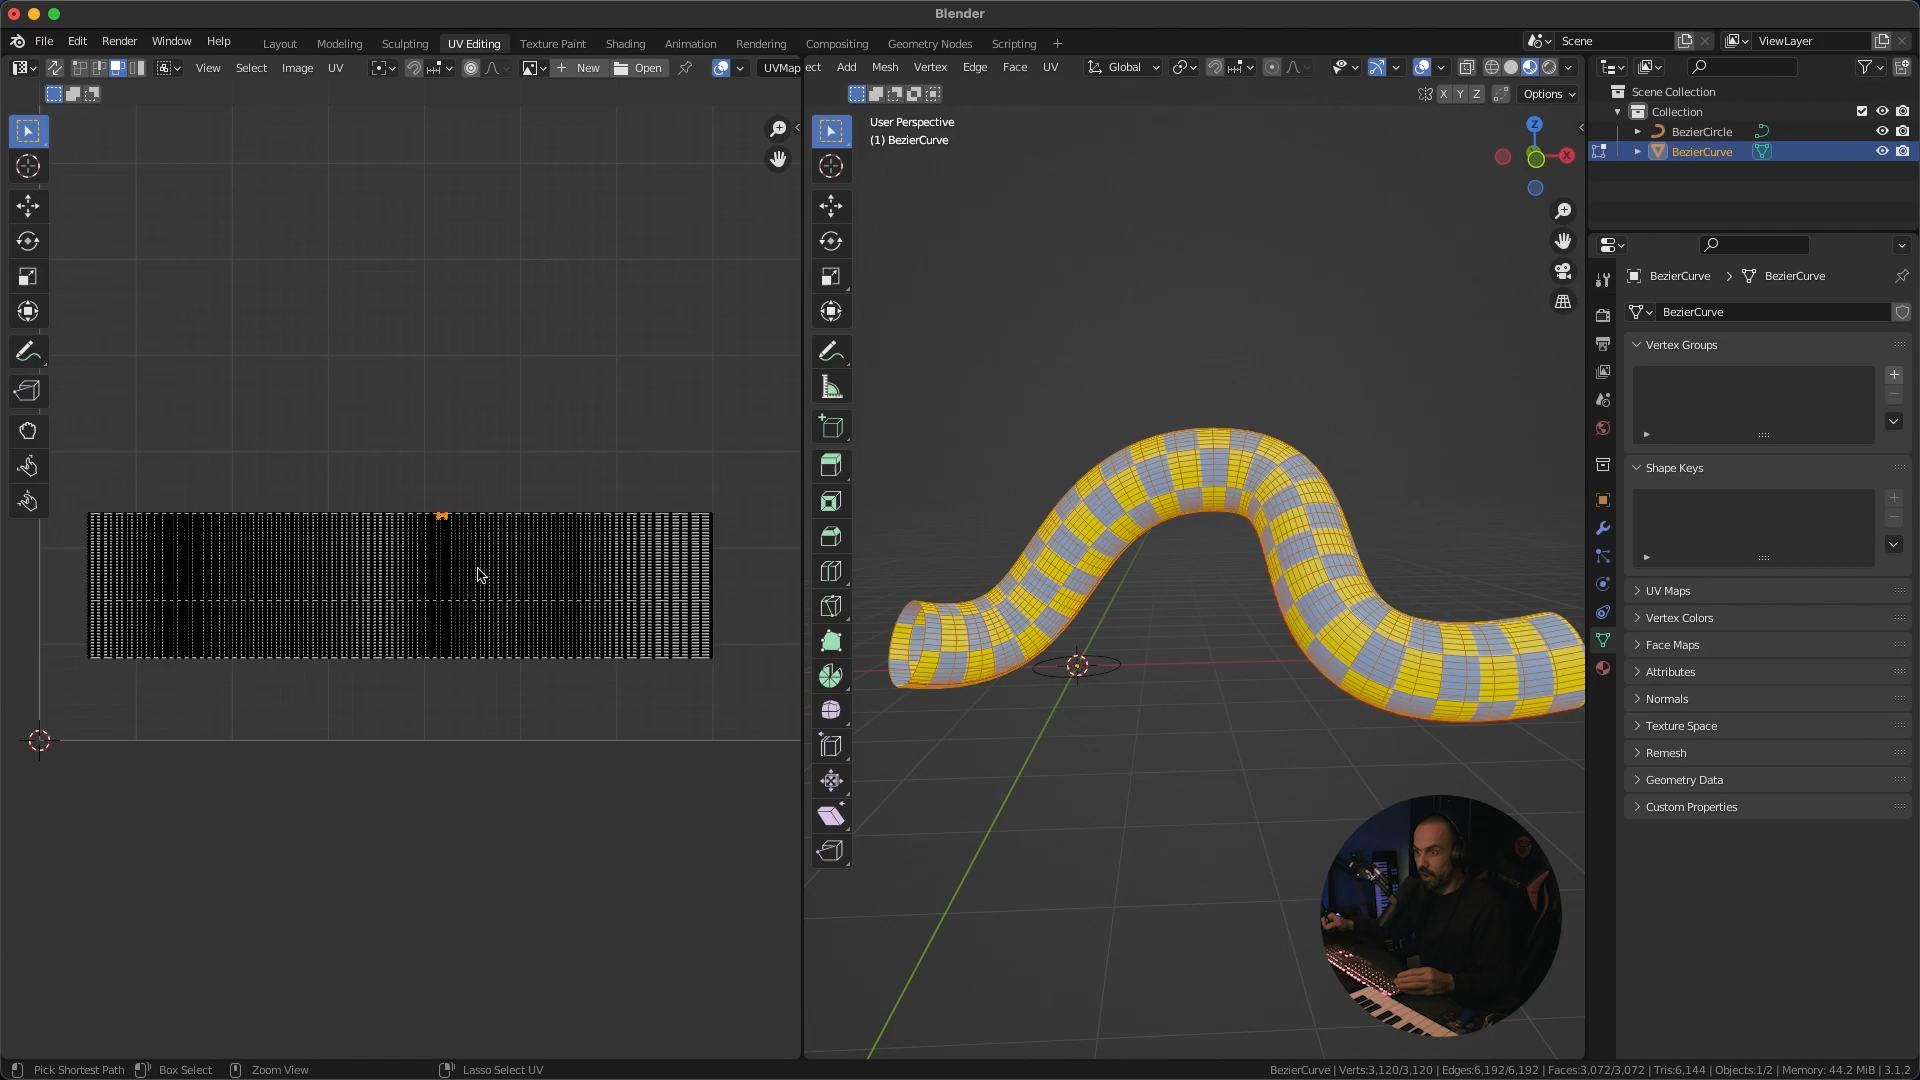 Blender
File Edit Render Window Help
Layout Modeling Sculpting UV Editing Texture Paint Shading Animation Rendering Compositing Geometry Nodes Scripting +
Scene
ViewLayer
View Select Image UV
New
Open
UVMap
ect Add Mesh Vertex Edge Face UV
Global
X Y Z
Options
User Perspective
(1) BezierCurve
Z
X
Scene Collection
Collection
BezierCircle
BezierCurve
BezierCurve > BezierCurve
BezierCurve
Vertex Groups
Shape Keys
UV Maps
Vertex Colors
Face Maps
Attributes
Normals
Texture Space
Remesh
Geometry Data
Custom Properties
Pick Shortest Path Box Select Zoom View Lasso Select UV
BezierCurve | Verts:3,120/3,120 | Edges:6,192/6,192 | Faces:3,072/3,072 | Tris:6,144 | Objects:1/2 | Memory: 44.2 MiB | 3.1.2